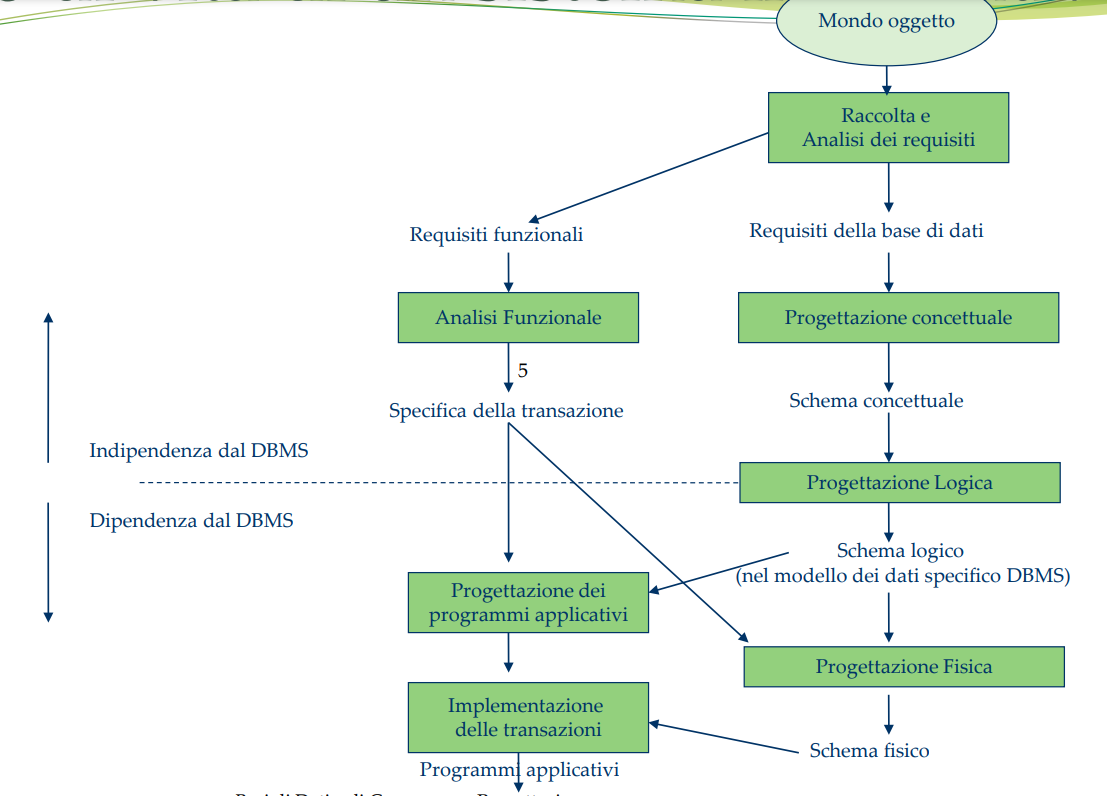 Mondo oggetto
Raccolta e
Analisi dei requisiti
Requisiti funzionali
Requisiti della base di dati
Analisi Funzionale
Progettazione concettuale
5
Specifica della transazione
Schema concettuale
Indipendenza dal DBMS
Progettazione Logica
Dipendenza dal DBMS
Schema logico
(nel modello dei dati specifico DBMS)
Progettazione dei
programmi applicativi
Progettazione Fisica
Implementazione
delle transazioni
Schema fisico
Programmi applicativi